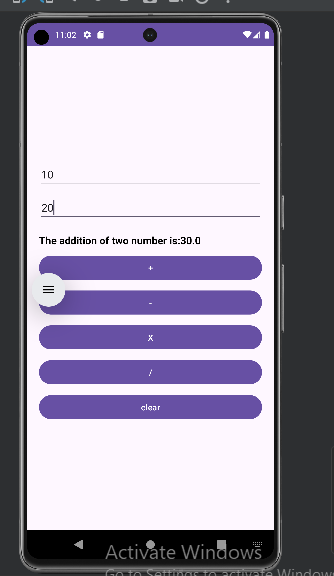 11:02
10
20
The addition of two number is:30.0
+
-
X
/
clear
Activate Windows
Go to Settings to activate Windows